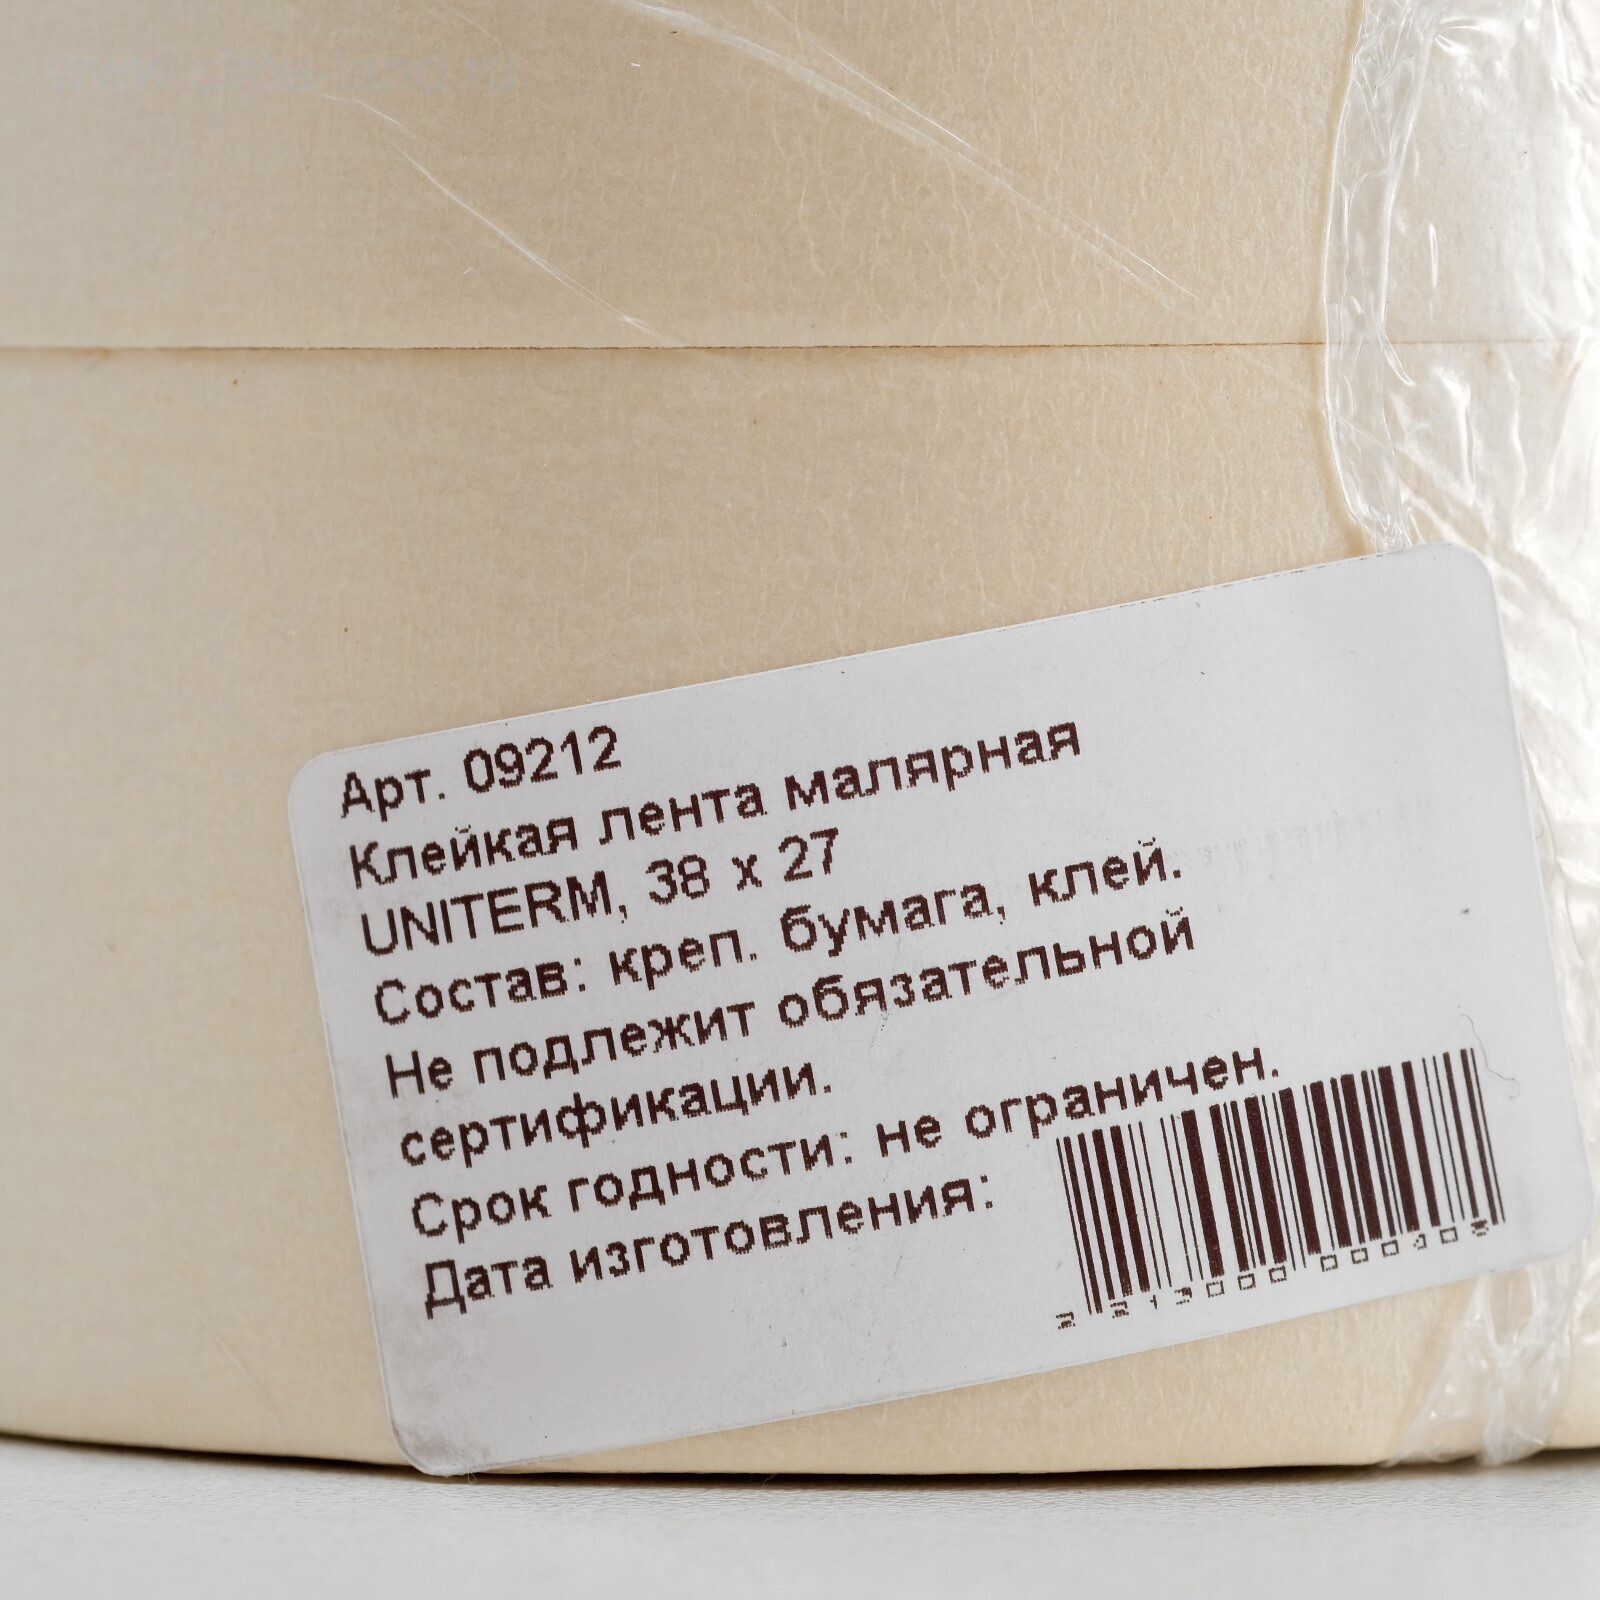 Арт. 09212
Клейкая лента малярная
UNITERM, 38 x 27
Состав: креп. бумага, клей.
Не подлежит обязательной
сертификации.
Срок годности: не ограничен.
Дата изготовления: